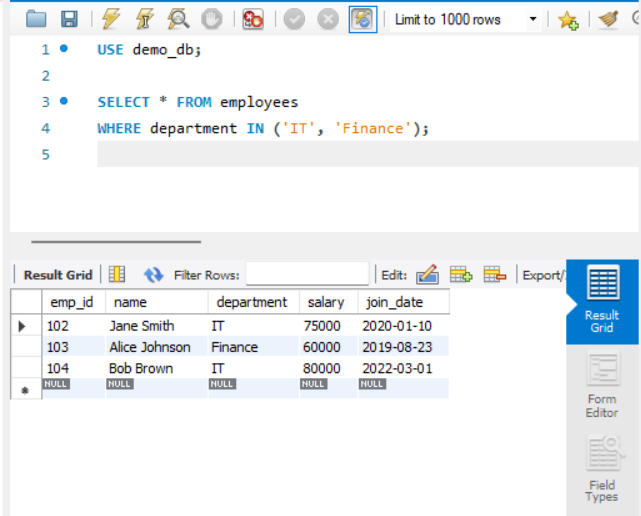 Limit to 1000 rows
1 USE demo_db;
2
3 SELECT * FROM employees
4 WHERE department IN ('IT', 'Finance');
5
Result Grid Filter Rows: Edit: Export/
emp_id name department salary join_date
102 Jane Smith IT 75000 2020-01-10
103 Alice Johnson Finance 60000 2019-08-23
104 Bob Brown IT 80000 2022-03-01
NULL NULL NULL NULL NULL
Result
Grid
Form
Editor
Field
Types